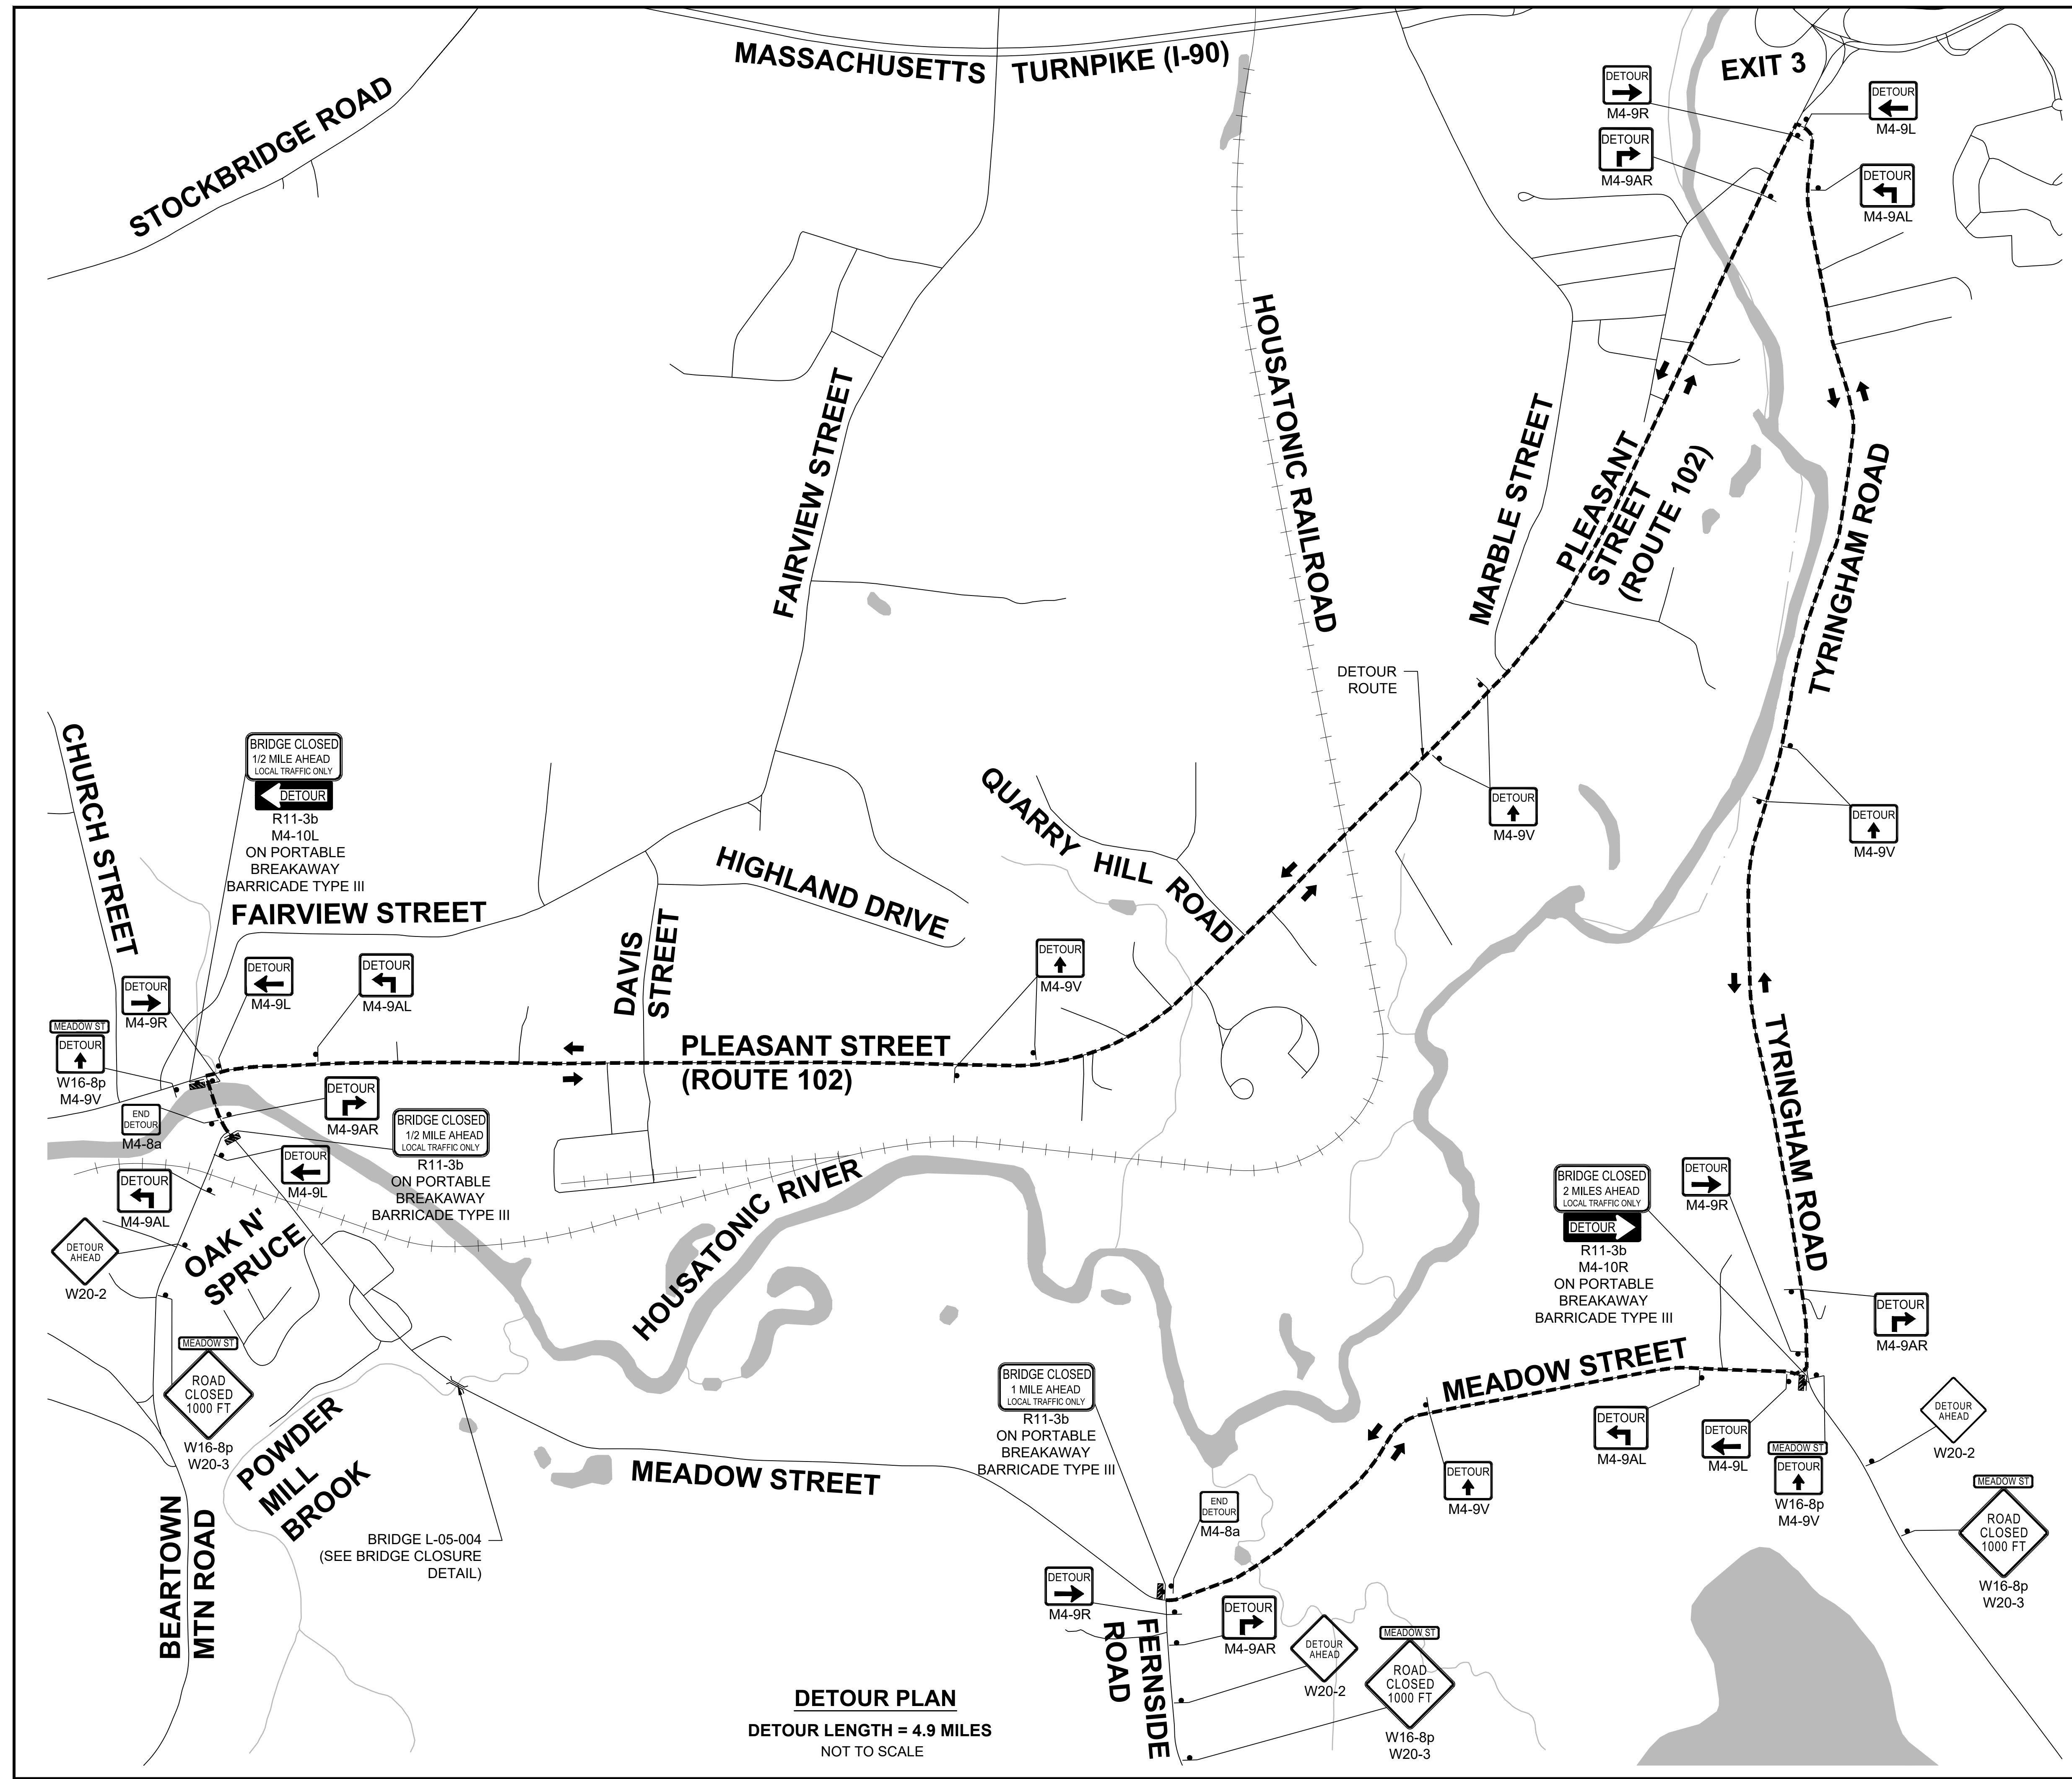 MASSACHUSETTS TURNPIKE (I-90)
EXIT 3
STOCKBRIDGE ROAD
DETOUR
M4-9R
DETOUR
M4-9L
DETOUR
M4-9AR
DETOUR
M4-9AL
HOUSATONIC RAILROAD
FAIRVIEW STREET
MARBLE STREET
PLEASANT
STREET
(ROUTE 102)
TYRINGHAM ROAD
DETOUR
ROUTE
CHURCH STREET
BRIDGE CLOSED
1/2 MILE AHEAD
LOCAL TRAFFIC ONLY
DETOUR
R11-3b
M4-10L
ON PORTABLE
BREAKAWAY
BARRICADE TYPE III
QUARRY HILL ROAD
DETOUR
M4-9V
DETOUR
M4-9V
HIGHLAND DRIVE
FAIRVIEW STREET
DAVIS
STREET
DETOUR
M4-9V
DETOUR
M4-9R
DETOUR
M4-9L
DETOUR
M4-9AL
MEADOW ST
DETOUR
W16-8p
M4-9V
PLEASANT STREET
(ROUTE 102)
TYRINGHAM ROAD
END
DETOUR
M4-8a
DETOUR
M4-9AR
BRIDGE CLOSED
1/2 MILE AHEAD
LOCAL TRAFFIC ONLY
R11-3b
ON PORTABLE
BREAKAWAY
BARRICADE TYPE III
DETOUR
M4-9L
DETOUR
M4-9AL
DETOUR
AHEAD
W20-2
OAK N'
SPRUCE
HOUSATONIC RIVER
BRIDGE CLOSED
2 MILES AHEAD
LOCAL TRAFFIC ONLY
DETOUR
R11-3b
M4-10R
ON PORTABLE
BREAKAWAY
BARRICADE TYPE III
DETOUR
M4-9R
DETOUR
M4-9AR
MEADOW ST
ROAD
CLOSED
1000 FT
W16-8p
W20-3
POWDER
MILL
BROOK
MEADOW STREET
BRIDGE CLOSED
1 MILE AHEAD
LOCAL TRAFFIC ONLY
R11-3b
ON PORTABLE
BREAKAWAY
BARRICADE TYPE III
MEADOW STREET
DETOUR
M4-9AL
DETOUR
M4-9L
MEADOW ST
DETOUR
W16-8p
M4-9V
DETOUR
AHEAD
W20-2
MEADOW ST
ROAD
CLOSED
1000 FT
W16-8p
W20-3
DETOUR
M4-9V
END
DETOUR
M4-8a
BEARTOWN
MTN ROAD
BRIDGE L-05-004
(SEE BRIDGE CLOSURE
DETAIL)
DETOUR
M4-9R
DETOUR
M4-9AR
FERNSIDE
ROAD
DETOUR
AHEAD
W20-2
MEADOW ST
ROAD
CLOSED
1000 FT
W16-8p
W20-3
DETOUR PLAN
DETOUR LENGTH = 4.9 MILES
NOT TO SCALE